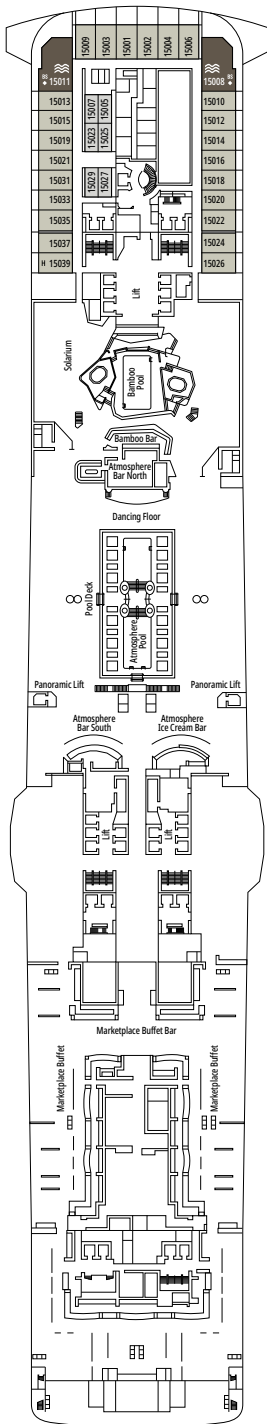 15009
15003
15001
15002
15004
15006
BS
15011
15008
BS
15013
15007
15005
15010
15015
15012
15019
15023
15025
15014
15021
15016
15031
15029
15027
15018
15033
15020
15035
15022
15037
15024
H 15039
15026
Lift
Solarium
Bamboo
Pool
Bamboo Bar
Atmosphere
Bar North
Dancing Floor
Pool Deck
Atmosphere
Pool
Panoramic Lift
Panoramic Lift
Atmosphere
Bar South
Atmosphere
Ice Cream Bar
Lift
Lift
Marketplace Buffet Bar
Marketplace Buffet
Marketplace Buffet